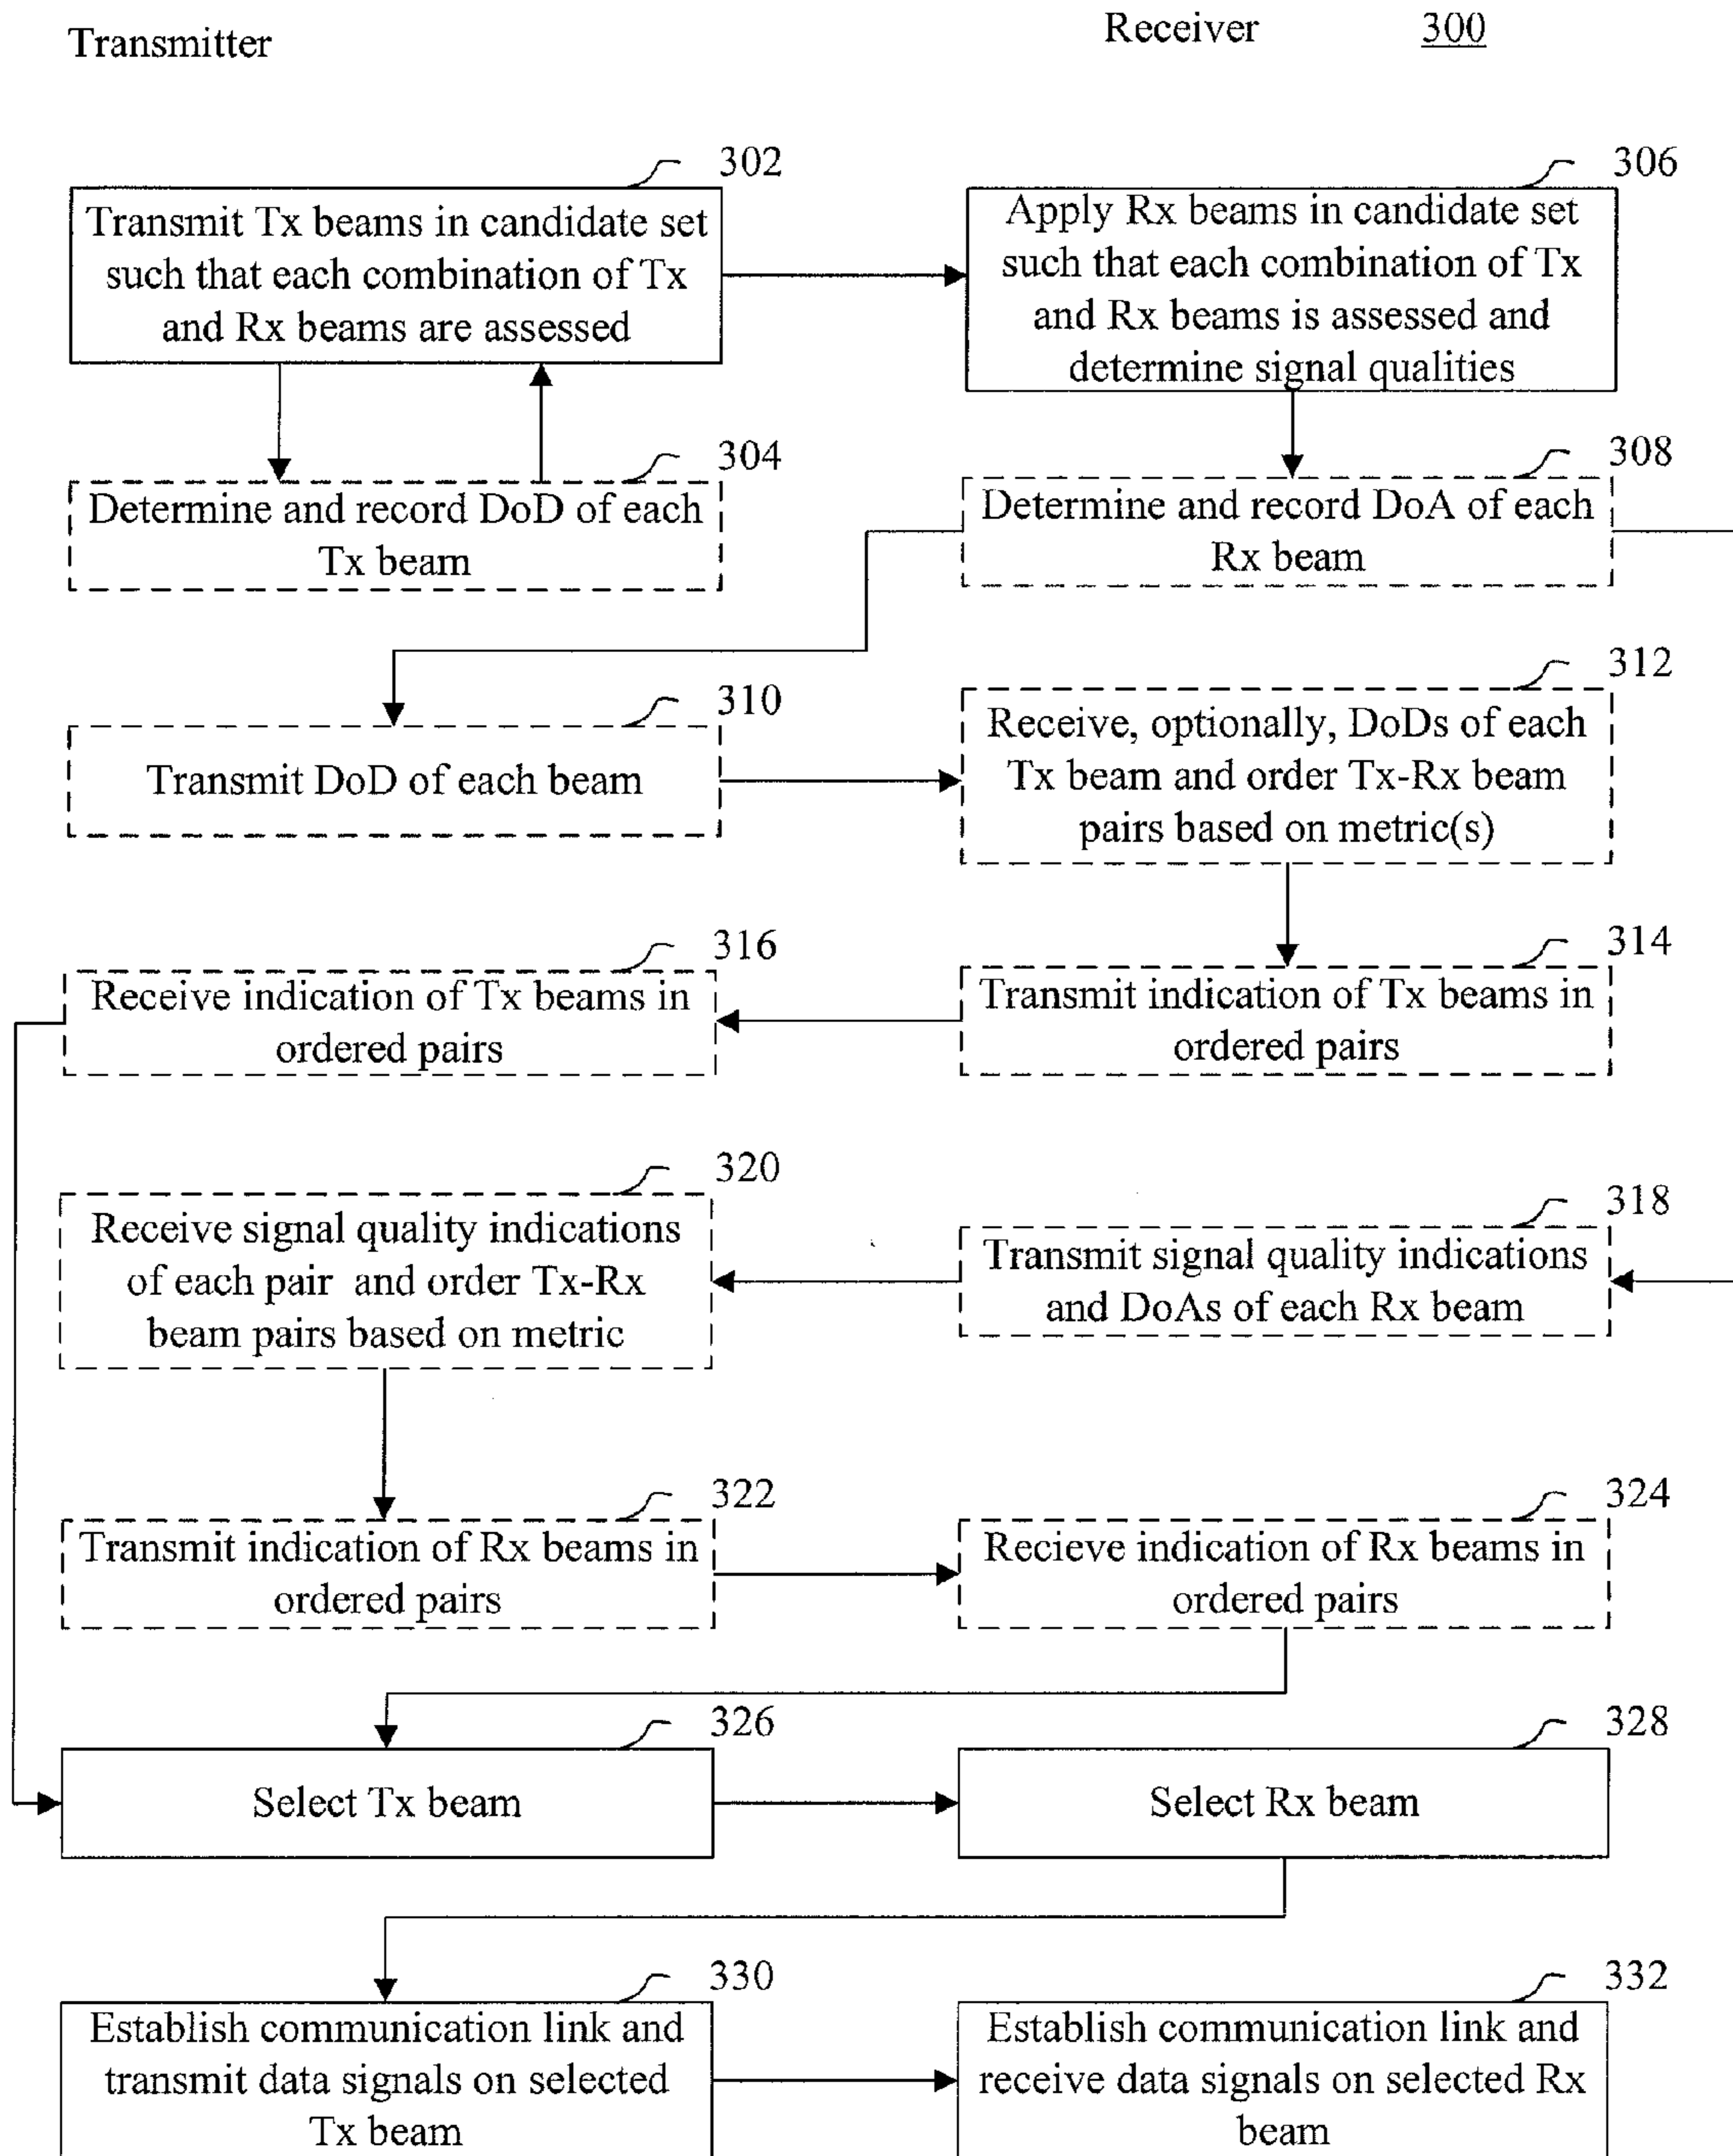 Transmitter
Receiver 300
302
Transmit Tx beams in candidate set
such that each combination of Tx
and Rx beams are assessed
306
Apply Rx beams in candidate set
such that each combination of Tx
and Rx beams is assessed and
determine signal qualities
304
Determine and record DoD of each
Tx beam
308
Determine and record DoA of each
Rx beam
310
Transmit DoD of each beam
312
Receive, optionally, DoDs of each
Tx beam and order Tx-Rx beam
pairs based on metric(s)
316
Receive indication of Tx beams in
ordered pairs
314
Transmit indication of Tx beams in
ordered pairs
320
Receive signal quality indications
of each pair and order Tx-Rx
beam pairs based on metric
318
Transmit signal quality indications
and DoAs of each Rx beam
322
Transmit indication of Rx beams in
ordered pairs
324
Recieve indication of Rx beams in
ordered pairs
326
Select Tx beam
328
Select Rx beam
330
Establish communication link and
transmit data signals on selected
Tx beam
332
Establish communication link and
receive data signals on selected Rx
beam